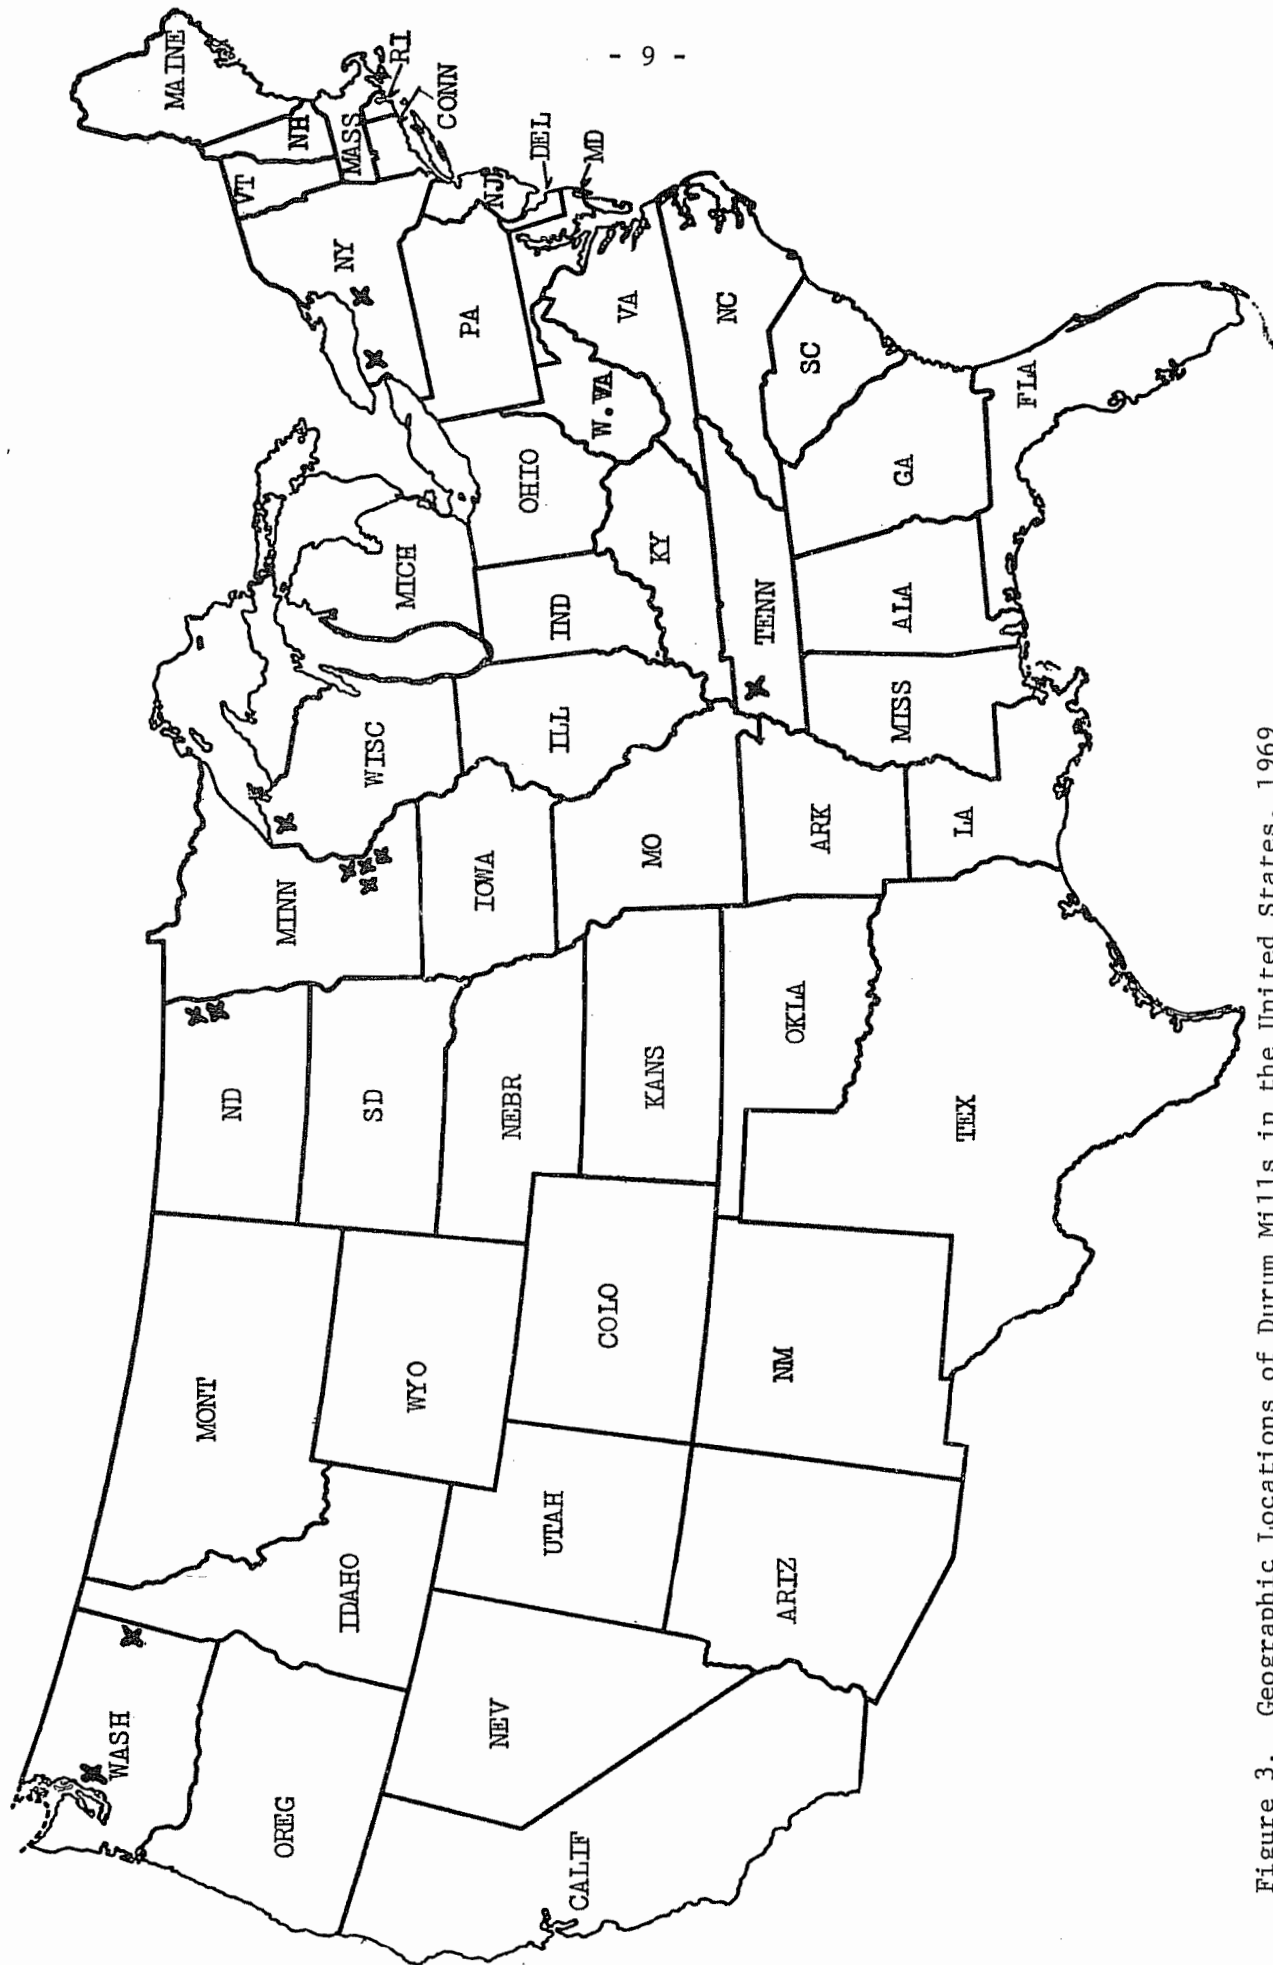 - 9 -
WASH
OREG
CALIF
NEV
IDAHO
MONT
WYO
UTAH
COLO
ARIZ
NM
ND
SD
NEBR
KANS
OKLA
TEX
MINN
IOWA
MO
ARK
LA
WISC
ILL
MICH
IND
OHIO
KY
TENN
MISS
ALA
GA
FLA
SC
NC
VA
W.VA
PA
NY
VT
NH
MAINE
MASS
RI
CONN
NJ
DEL
MD
Figure 3. Geographic Locations of Durum Mills in the United States, 1969